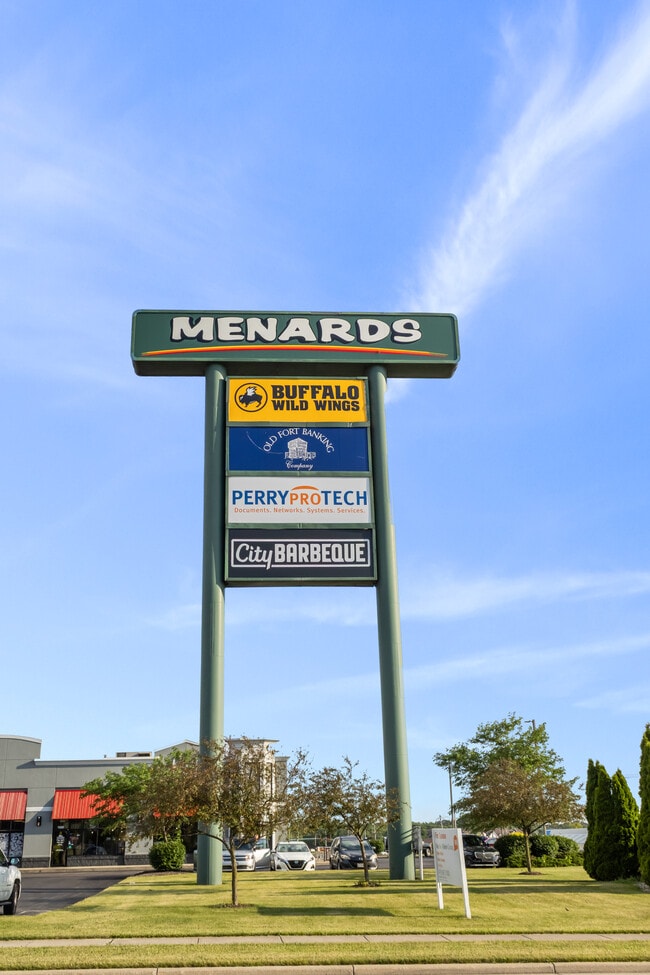 MENARDS
BUFFALO
WILD WINGS
OLD FORT BANKING
Company
PERRYPROTECH
Documents. Networks. Systems. Services.
City BARBEQUE